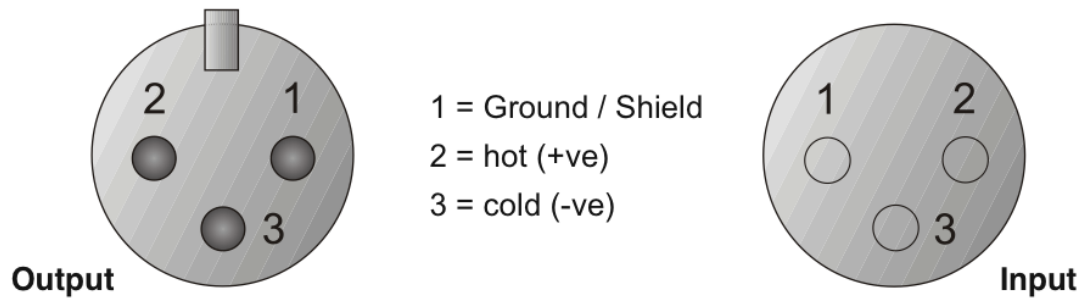 2 1
3
Output
1 = Ground / Shield
2 = hot (+ve)
3 = cold (-ve)
1 2
3
Input